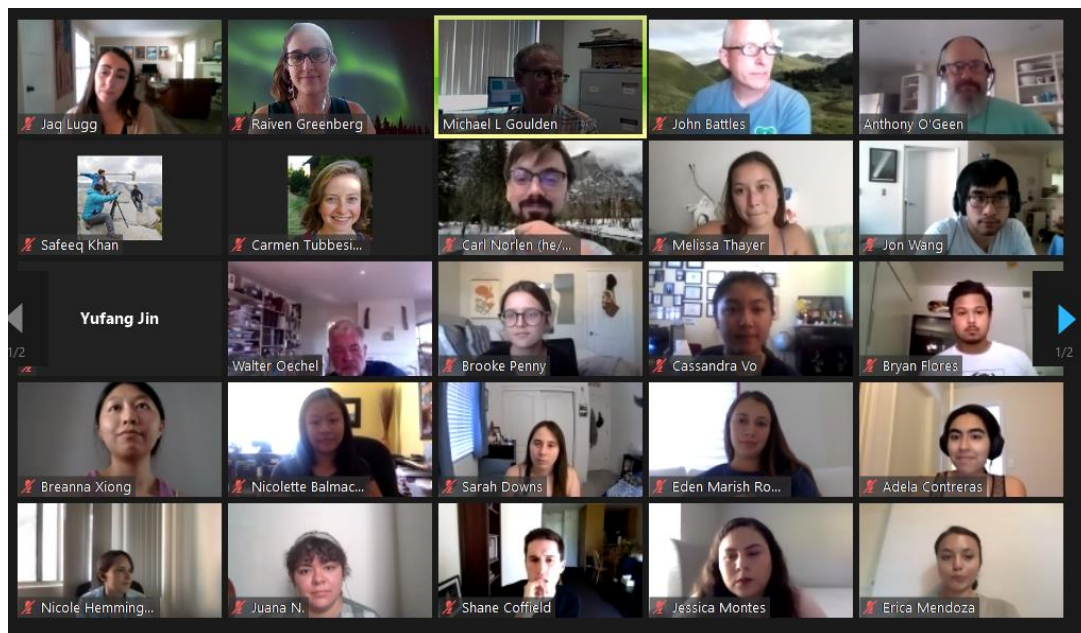 Jaq Lugg
Raiven Greenberg
Michael L Goulden
John Battles
Anthony O'Geen
Safeeq Khan
Carmen Tubbesi...
Carl Norlen (he/...
Melissa Thayer
Jon Wang
Yufang Jin
1/2
Walter Oechel
Brooke Penny
Cassandra Vo
Bryan Flores
1/2
Breanna Xiong
Nicolette Balmac...
Sarah Downs
Eden Marish Ro...
Adela Contreras
Nicole Hemming...
Juana N.
Shane Coffield
Jessica Montes
Erica Mendoza